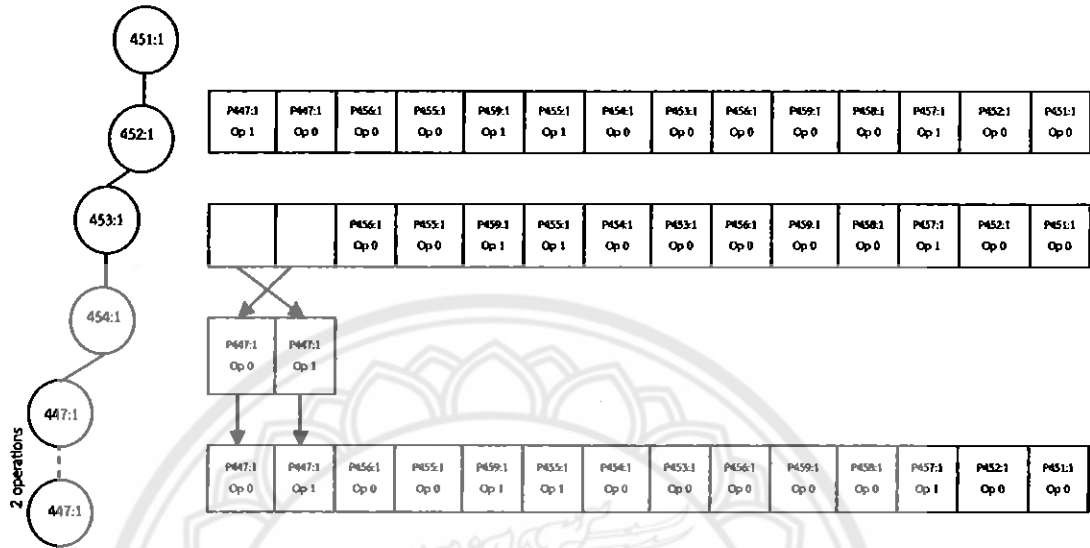 451:1
452:1
453:1
454:1
447:1
447:1
2 operations
P447:1 P447:1 P456:1 P455:1 P459:1 P455:1 P454:1 P453:1 P456:1 P459:1 P458:1 P457:1 P452:1 P451:1
Op 1 Op 0 Op 0 Op 0 Op 1 Op 1 Op 0 Op 0 Op 0 Op 0 Op 0 Op 1 Op 0 Op 0
P456:1 P455:1 P459:1 P455:1 P454:1 P453:1 P456:1 P459:1 P458:1 P457:1 P452:1 P451:1
Op 0 Op 0 Op 1 Op 1 Op 0 Op 0 Op 0 Op 0 Op 0 Op 1 Op 0 Op 0
P447:1 P447:1
Op 0 Op 1
P447:1 P447:1 P456:1 P455:1 P459:1 P455:1 P454:1 P453:1 P456:1 P459:1 P458:1 P457:1 P452:1 P451:1
Op 0 Op 1 Op 0 Op 0 Op 1 Op 1 Op 0 Op 0 Op 0 Op 0 Op 0 Op 1 Op 0 Op 0